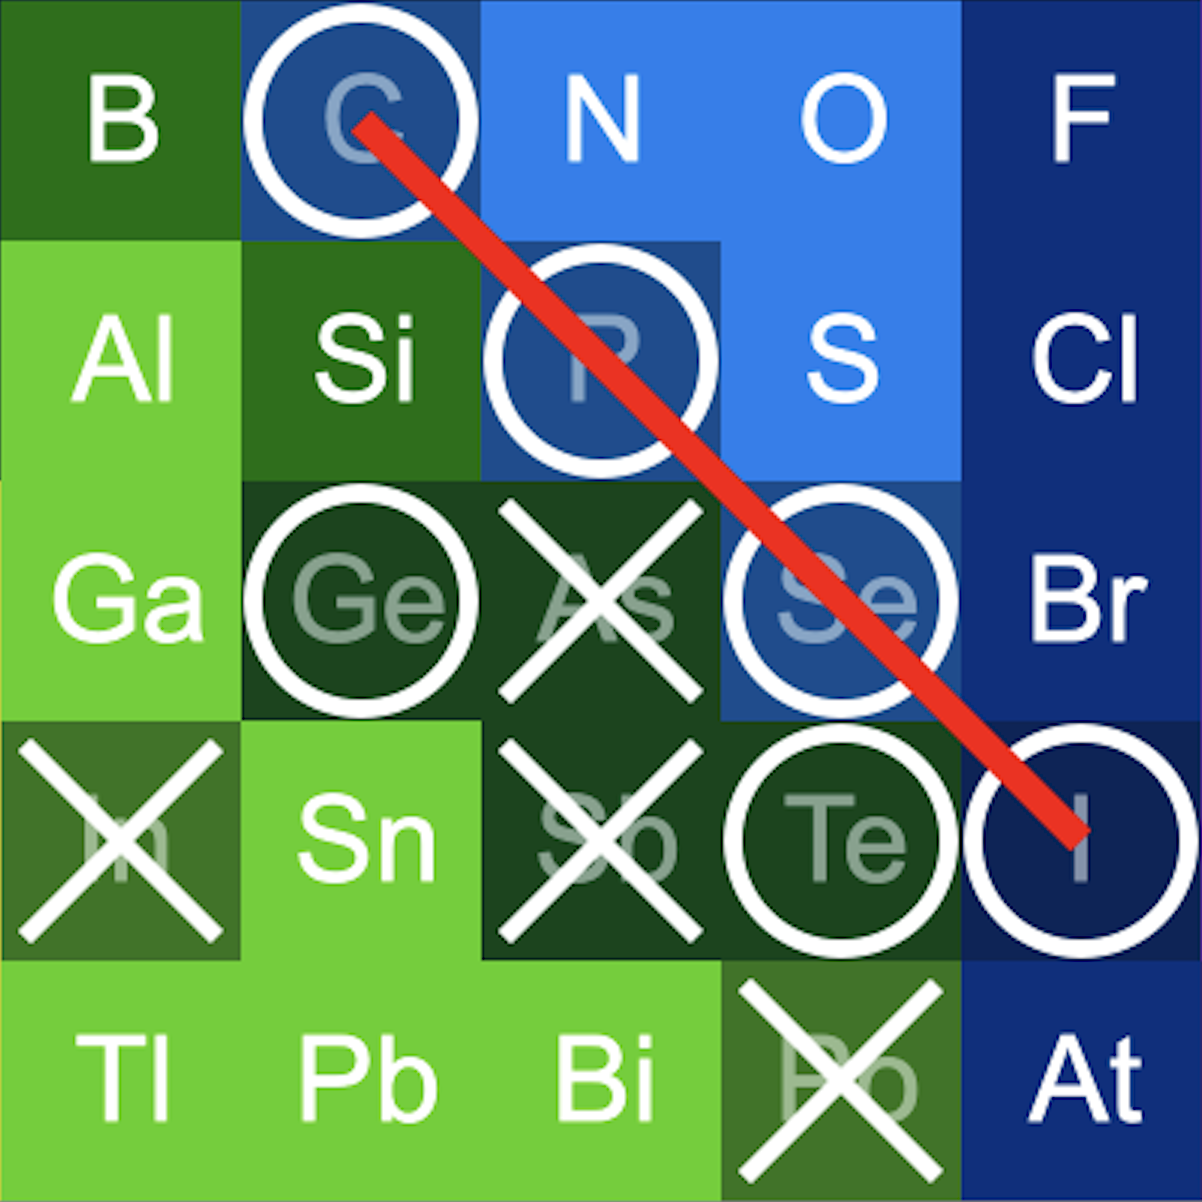 B C N O F
Al Si P S Cl
Ga Ge As Se Br
In Sn Sb Te I
Tl Pb Bi Po At